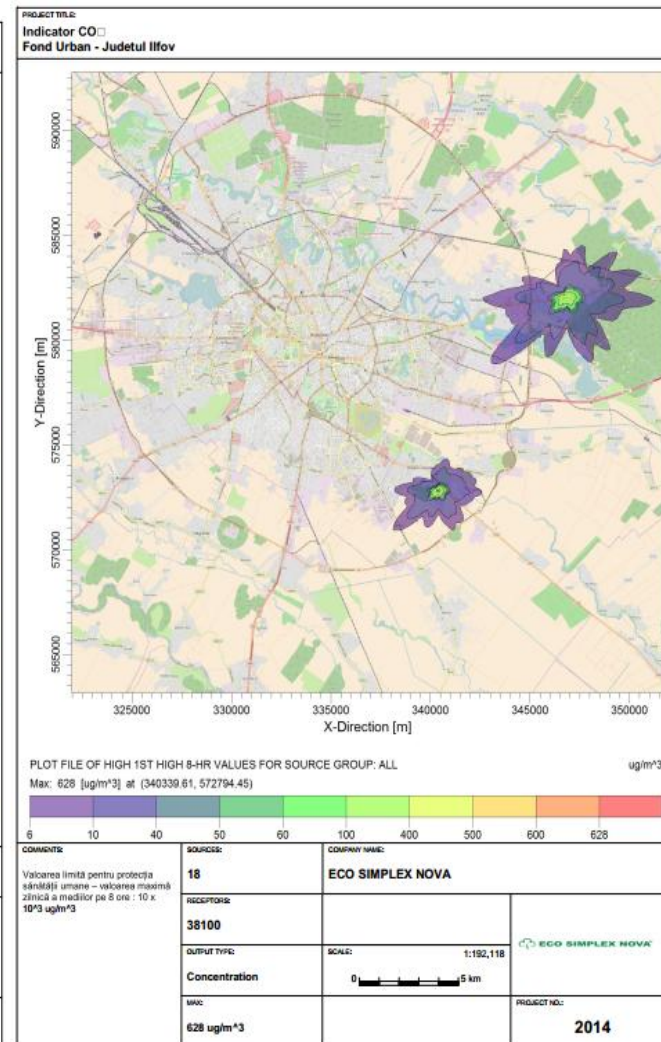 PROJECT TITLE:
Indicator CO□
Fond Urban - Judetul Ilfov
Y-Direction [m]
590000
585000
580000
575000
570000
565000
325000 330000 335000 340000 345000 350000
X-Direction [m]
PLOT FILE OF HIGH 1ST HIGH 8-HR VALUES FOR SOURCE GROUP: ALL ug/m^3
Max: 628 [ug/m^3] at (340339.61, 572794.45)
6 10 40 50 60 100 400 500 600 628
COMMENTS:
Valoarea limită pentru protecția
sănătății umane – valoarea maximă
zilnică a mediilor pe 8 ore : 10 x
10^3 ug/m^3
SOURCES:
18
COMPANY NAME:
ECO SIMPLEX NOVA
RECEPTORS:
38100
OUTPUT TYPE:
Concentration
SCALE: 1:192,118
0 5 km
ECO SIMPLEX NOVA
MAX:
628 ug/m^3
PROJECT NO.:
2014